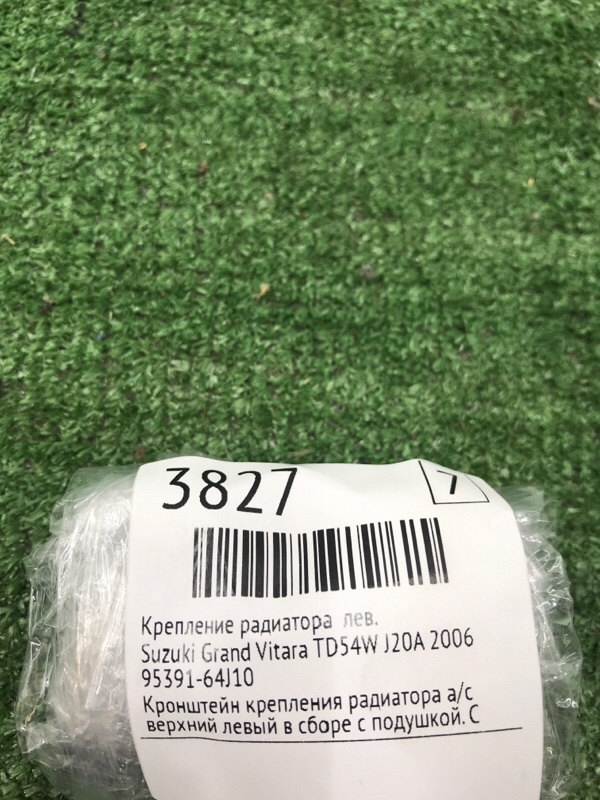 3827
7
Крепление радиатора лев.
Suzuki Grand Vitara TD54W J20A 2006
95391-64J10
Кронштейн крепления радиатора а/с
верхний левый в сборе с подушкой. С